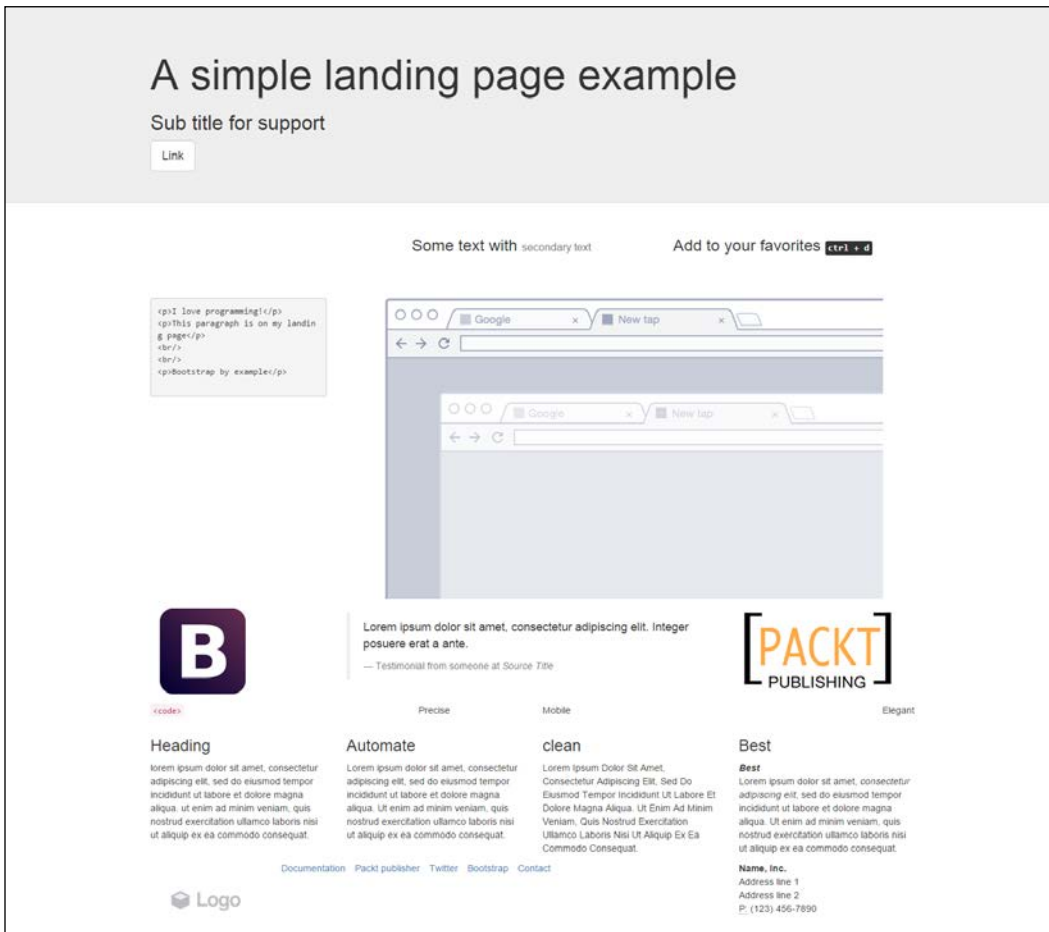 A simple landing page example
Sub title for support
Link
Some text with secondary text
Add to your favorites ctrl + d
<p>I love programming!</p>
<p>This paragraph is on my landin
g page</p>
<br/>
<br/>
<p>Bootstrap by example</p>
Google × New tap ×
Google × New tap ×
B
Lorem ipsum dolor sit amet, consectetur adipiscing elit. Integer
posuere erat a ante.
— Testimonial from someone at Source Title
[PACKT]
PUBLISHING
<code>
Precise
Mobile
Elegant
Heading
lorem ipsum dolor sit amet, consectetur
adipiscing elit, sed do eiusmod tempor
incididunt ut labore et dolore magna
aliqua. ut enim ad minim veniam, quis
nostrud exercitation ullamco laboris nisi
ut aliquip ex ea commodo consequat.
Automate
Lorem ipsum dolor sit amet, consectetur
adipiscing elit, sed do eiusmod tempor
incididunt ut labore et dolore magna
aliqua. Ut enim ad minim veniam, quis
nostrud exercitation ullamco laboris nisi
ut aliquip ex ea commodo consequat.
clean
Lorem Ipsum Dolor Sit Amet,
Consectetur Adipiscing Elit, Sed Do
Eiusmod Tempor Incididunt Ut Labore Et
Dolore Magna Aliqua. Ut Enim Ad Minim
Veniam, Quis Nostrud Exercitation
Ullamco Laboris Nisi Ut Aliquip Ex Ea
Commodo Consequat.
Best
Best
Lorem ipsum dolor sit amet, consectetur
adipiscing elit, sed do eiusmod tempor
incididunt ut labore et dolore magna
aliqua. Ut enim ad minim veniam, quis
nostrud exercitation ullamco laboris nisi
ut aliquip ex ea commodo consequat.
Documentation Packt publisher Twitter Bootstrap Contact
Logo
Name, Inc.
Address line 1
Address line 2
P: (123) 456-7890